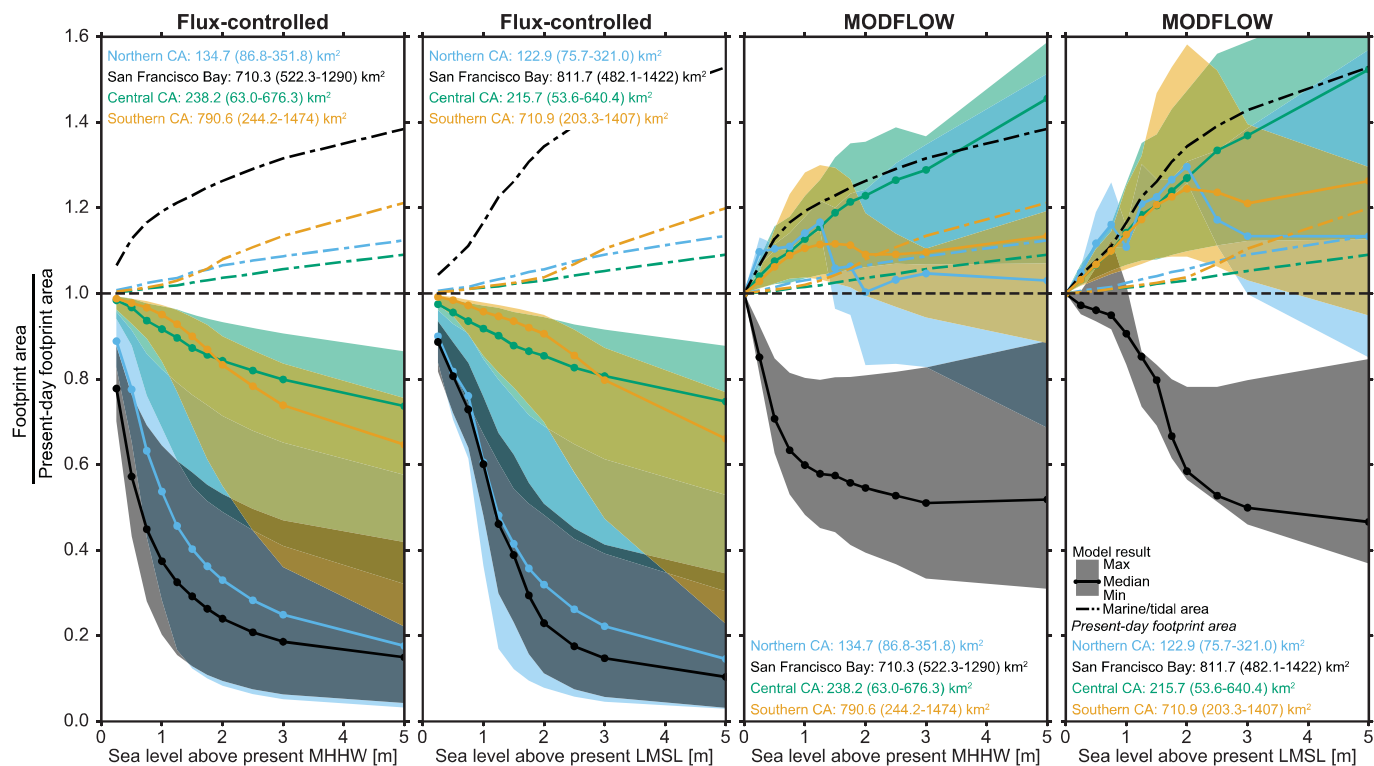 Flux-controlled
Flux-controlled
MODFLOW
MODFLOW
Footprint area
Present-day footprint area
1.6
1.4
1.2
1.0
0.8
0.6
0.4
0.2
0.0
Northern CA: 134.7 (86.8-351.8) km²
San Francisco Bay: 710.3 (522.3-1290) km²
Central CA: 238.2 (63.0-676.3) km²
Southern CA: 790.6 (244.2-1474) km²
0 1 2 3 4 5
Sea level above present MHHW [m]
Northern CA: 122.9 (75.7-321.0) km²
San Francisco Bay: 811.7 (482.1-1422) km²
Central CA: 215.7 (53.6-640.4) km²
Southern CA: 710.9 (203.3-1407) km²
0 1 2 3 4 5
Sea level above present LMSL [m]
Northern CA: 134.7 (86.8-351.8) km²
San Francisco Bay: 710.3 (522.3-1290) km²
Central CA: 238.2 (63.0-676.3) km²
Southern CA: 790.6 (244.2-1474) km²
0 1 2 3 4 5
Sea level above present MHHW [m]
Model result
Max
Median
Min
Marine/tidal area
Present-day footprint area
Northern CA: 122.9 (75.7-321.0) km²
San Francisco Bay: 811.7 (482.1-1422) km²
Central CA: 215.7 (53.6-640.4) km²
Southern CA: 710.9 (203.3-1407) km²
0 1 2 3 4 5
Sea level above present LMSL [m]